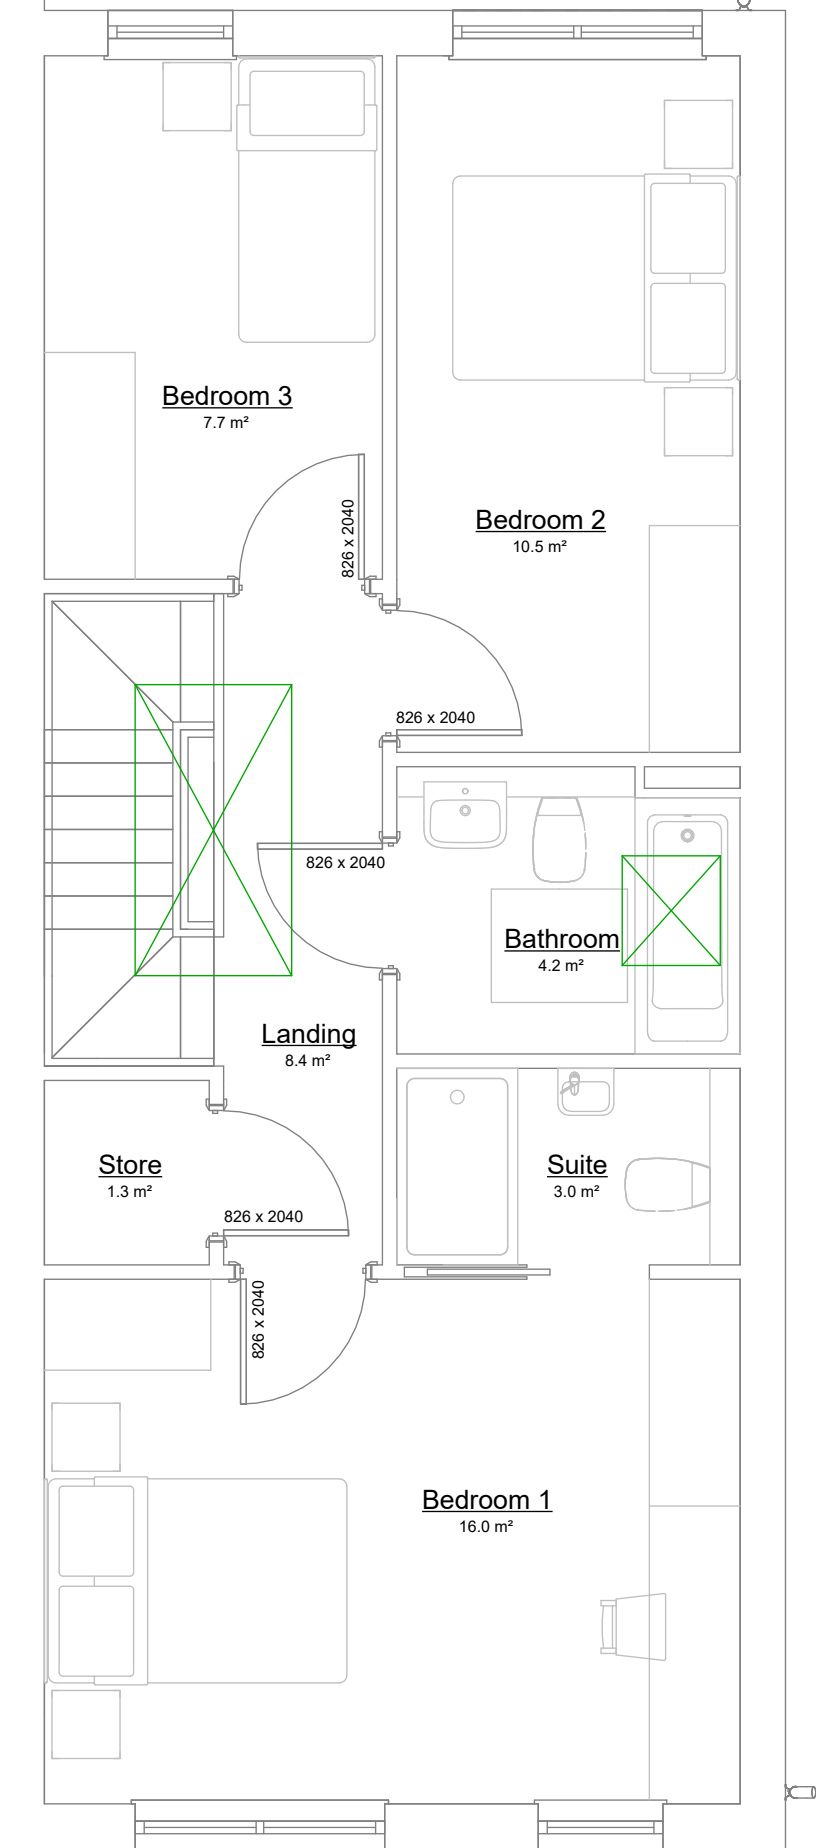 Bedroom 3
7.7 m²
826 x 2040
Bedroom 2
10.5 m²
826 x 2040
826 x 2040
Bathroom
4.2 m²
Landing
8.4 m²
Store
1.3 m²
Suite
3.0 m²
826 x 2040
826 x 2040
Bedroom 1
16.0 m²